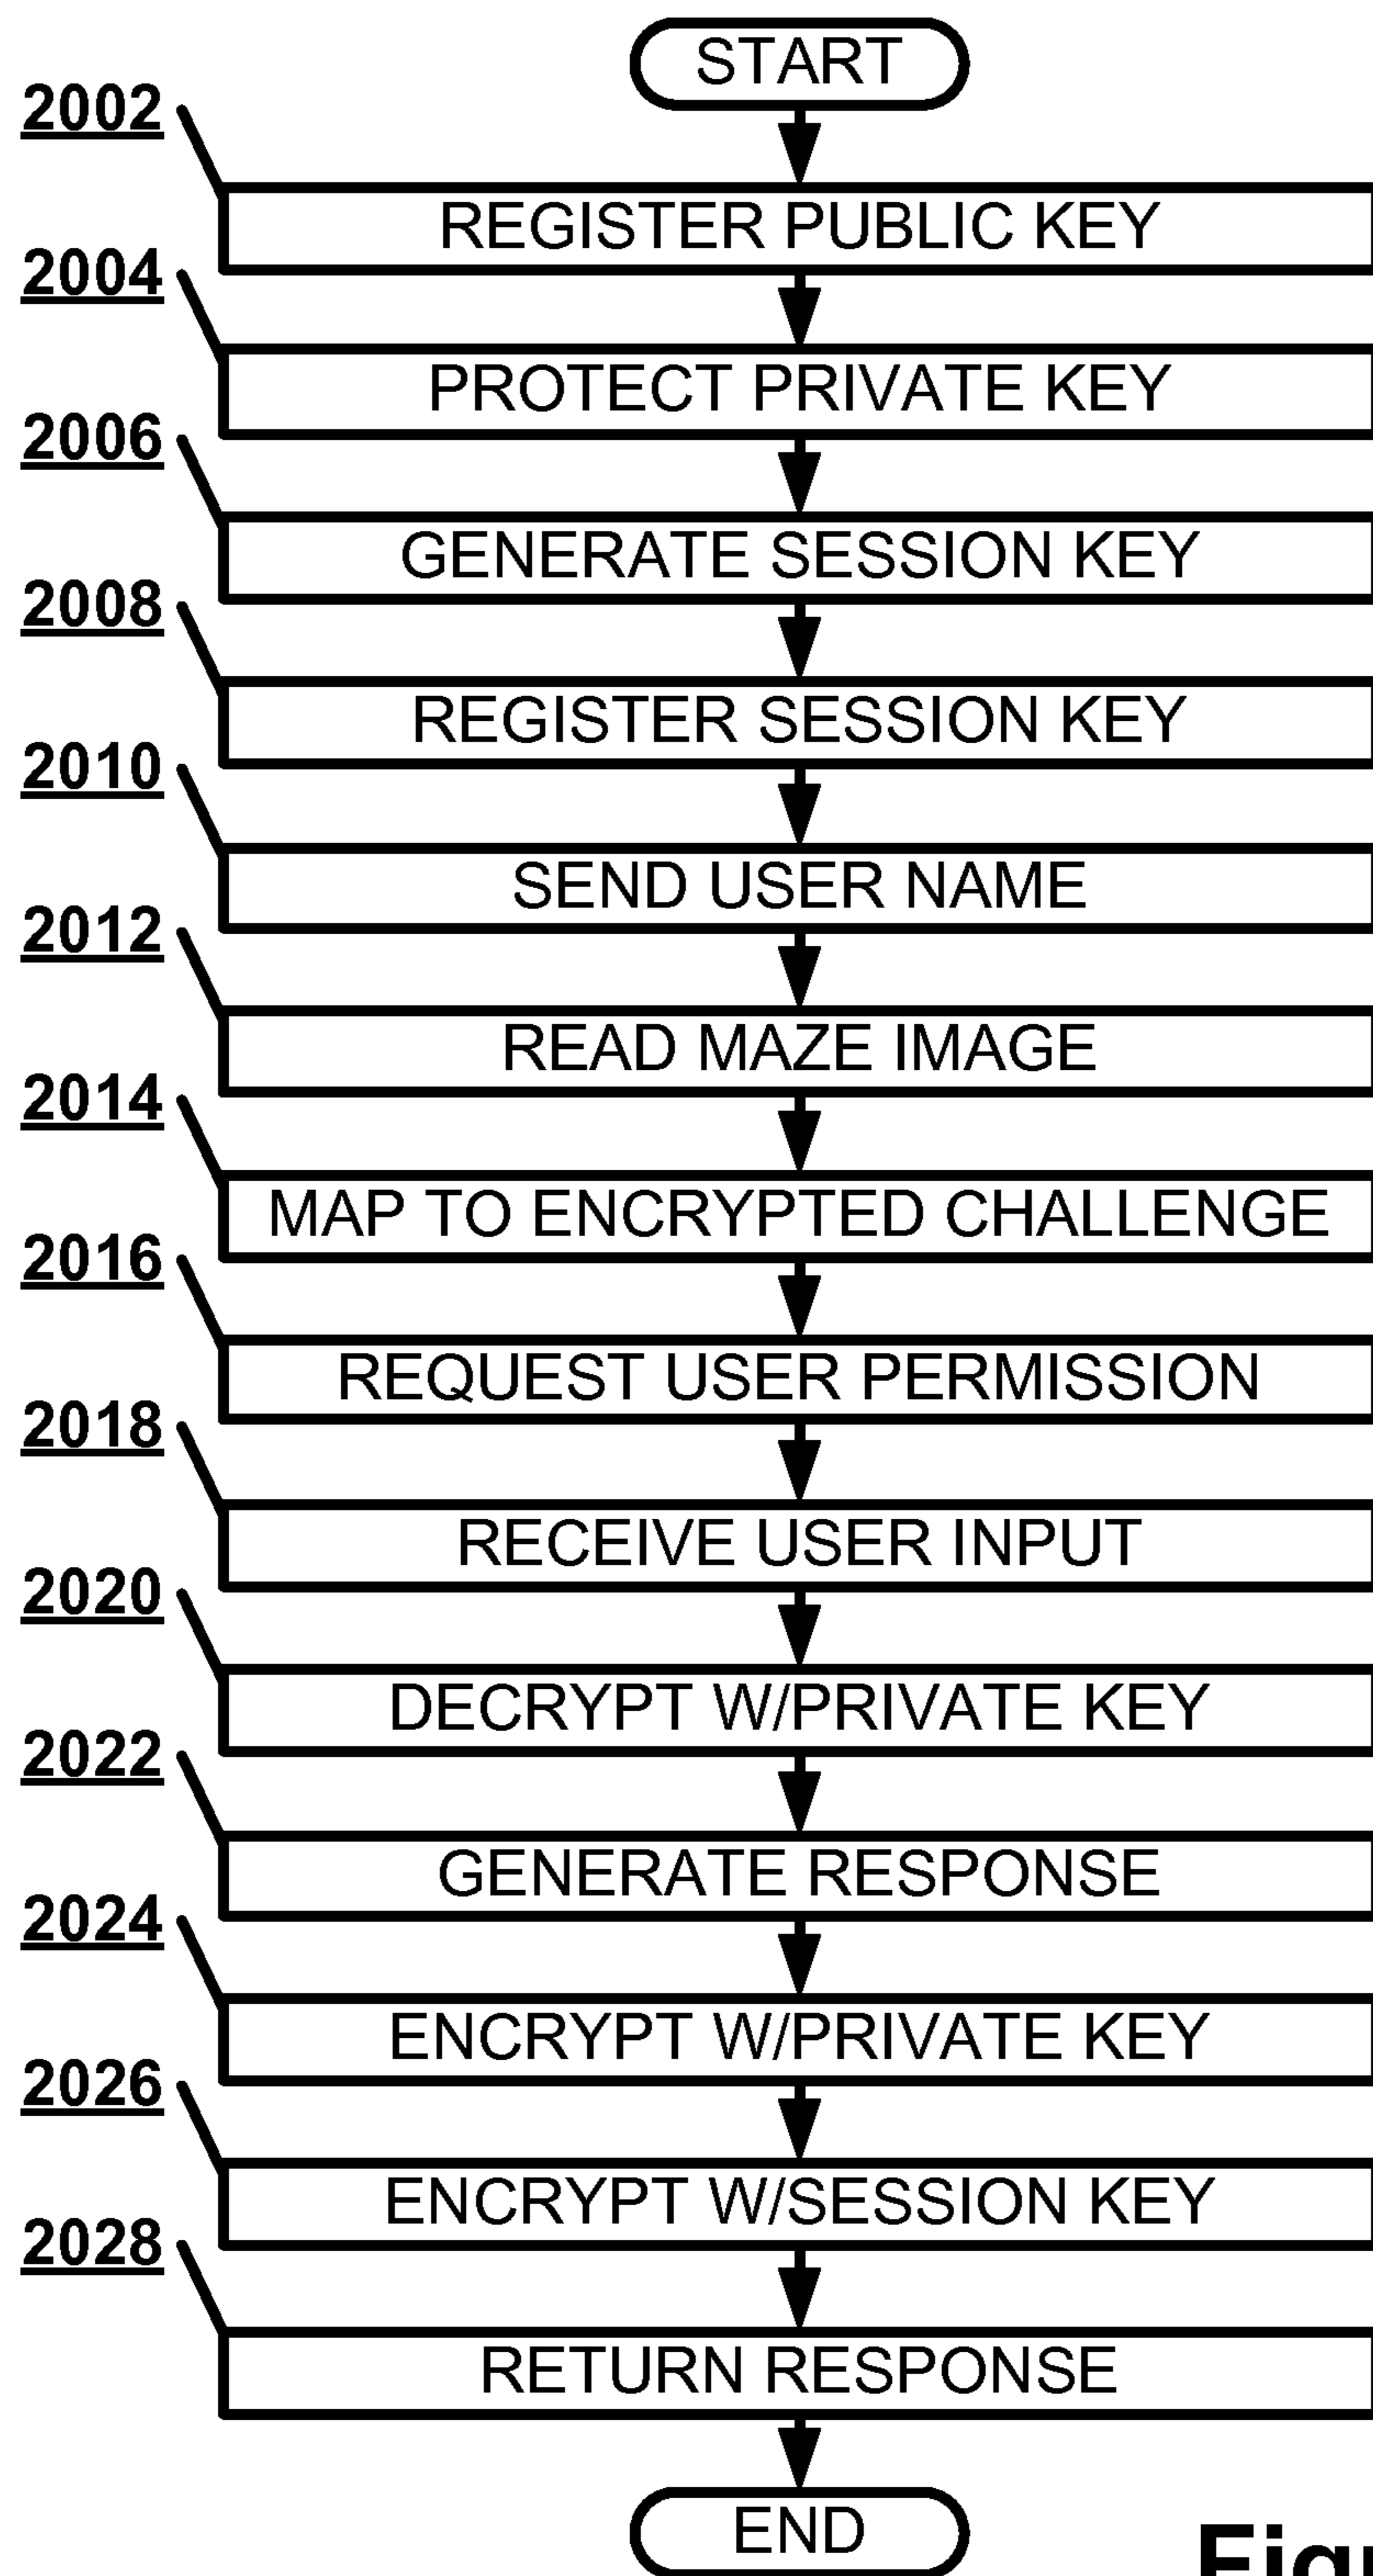 START
2002
REGISTER PUBLIC KEY
2004
PROTECT PRIVATE KEY
2006
GENERATE SESSION KEY
2008
REGISTER SESSION KEY
2010
SEND USER NAME
2012
READ MAZE IMAGE
2014
MAP TO ENCRYPTED CHALLENGE
2016
REQUEST USER PERMISSION
2018
RECEIVE USER INPUT
2020
DECRYPT W/PRIVATE KEY
2022
GENERATE RESPONSE
2024
ENCRYPT W/PRIVATE KEY
2026
ENCRYPT W/SESSION KEY
2028
RETURN RESPONSE
END